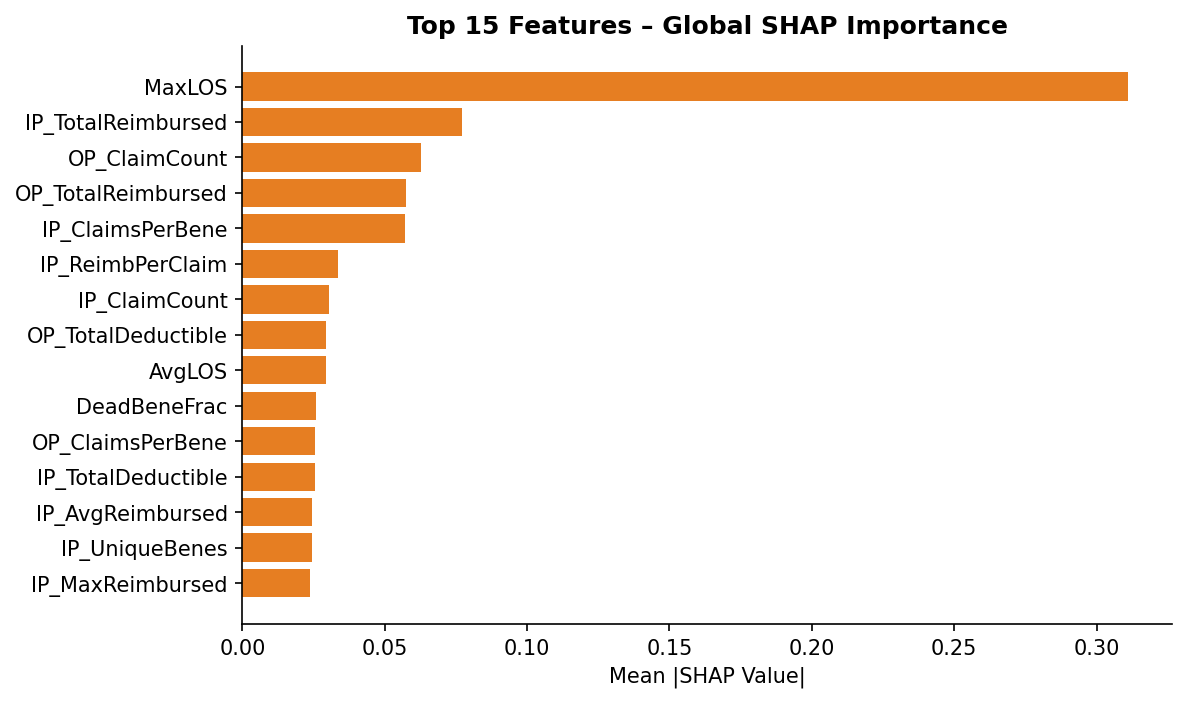 Top 15 Features – Global SHAP Importance
MaxLOS
IP_TotalReimbursed
OP_ClaimCount
OP_TotalReimbursed
IP_ClaimsPerBene
IP_ReimbPerClaim
IP_ClaimCount
OP_TotalDeductible
AvgLOS
DeadBeneFrac
OP_ClaimsPerBene
IP_TotalDeductible
IP_AvgReimbursed
IP_UniqueBenes
IP_MaxReimbursed
0.00 0.05 0.10 0.15 0.20 0.25 0.30
Mean |SHAP Value|